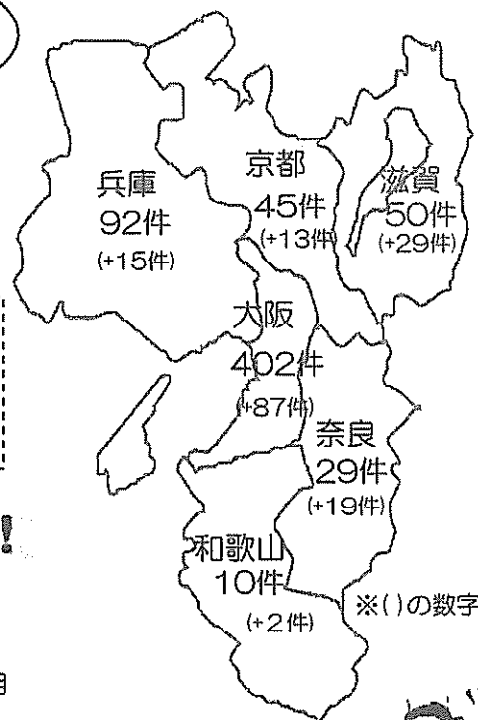 京都
45件
(+13件)
滋賀
50件
(+29件)
兵庫
92件
(+15件)
大阪
402件
(+87件)
奈良
29件
(+19件)
和歌山
10件
(+2件)
※( )の数字
!